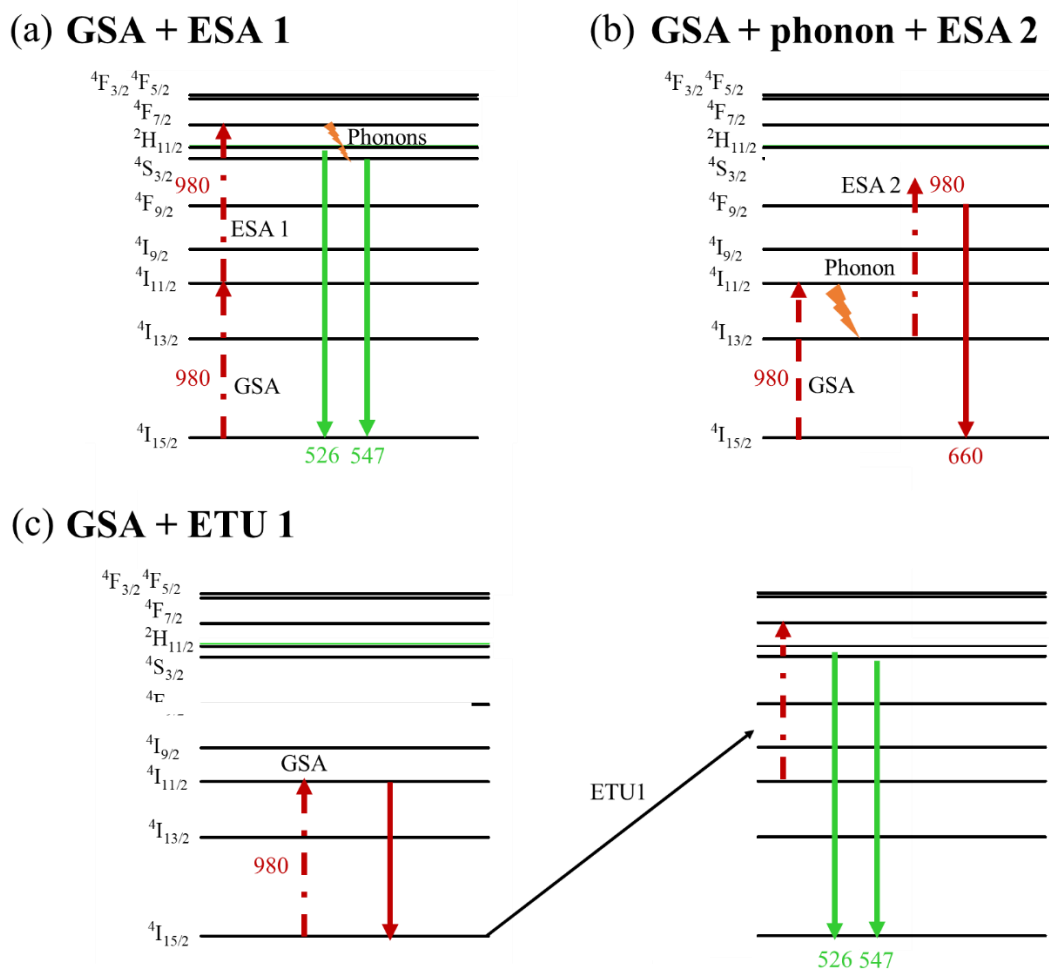 (a) GSA + ESA 1
⁴F₃/₂ ⁴F₅/₂
⁴F₇/₂
Phonons
²H₁₁/₂
⁴S₃/₂
980
⁴F₉/₂
ESA 1
⁴I₉/₂
⁴I₁₁/₂
⁴I₁₃/₂
980
GSA
⁴I₁₅/₂
526 547
(b) GSA + phonon + ESA 2
⁴F₃/₂ ⁴F₅/₂
⁴F₇/₂
²H₁₁/₂
⁴S₃/₂
ESA 2 980
⁴F₉/₂
⁴I₉/₂
Phonon
⁴I₁₁/₂
⁴I₁₃/₂
980 GSA
⁴I₁₅/₂
660
(c) GSA + ETU 1
⁴F₃/₂ ⁴F₅/₂
⁴F₇/₂
²H₁₁/₂
⁴S₃/₂
⁴I₉/₂
GSA
⁴I₁₁/₂
ETU1
⁴I₁₃/₂
980
⁴I₁₅/₂
526 547